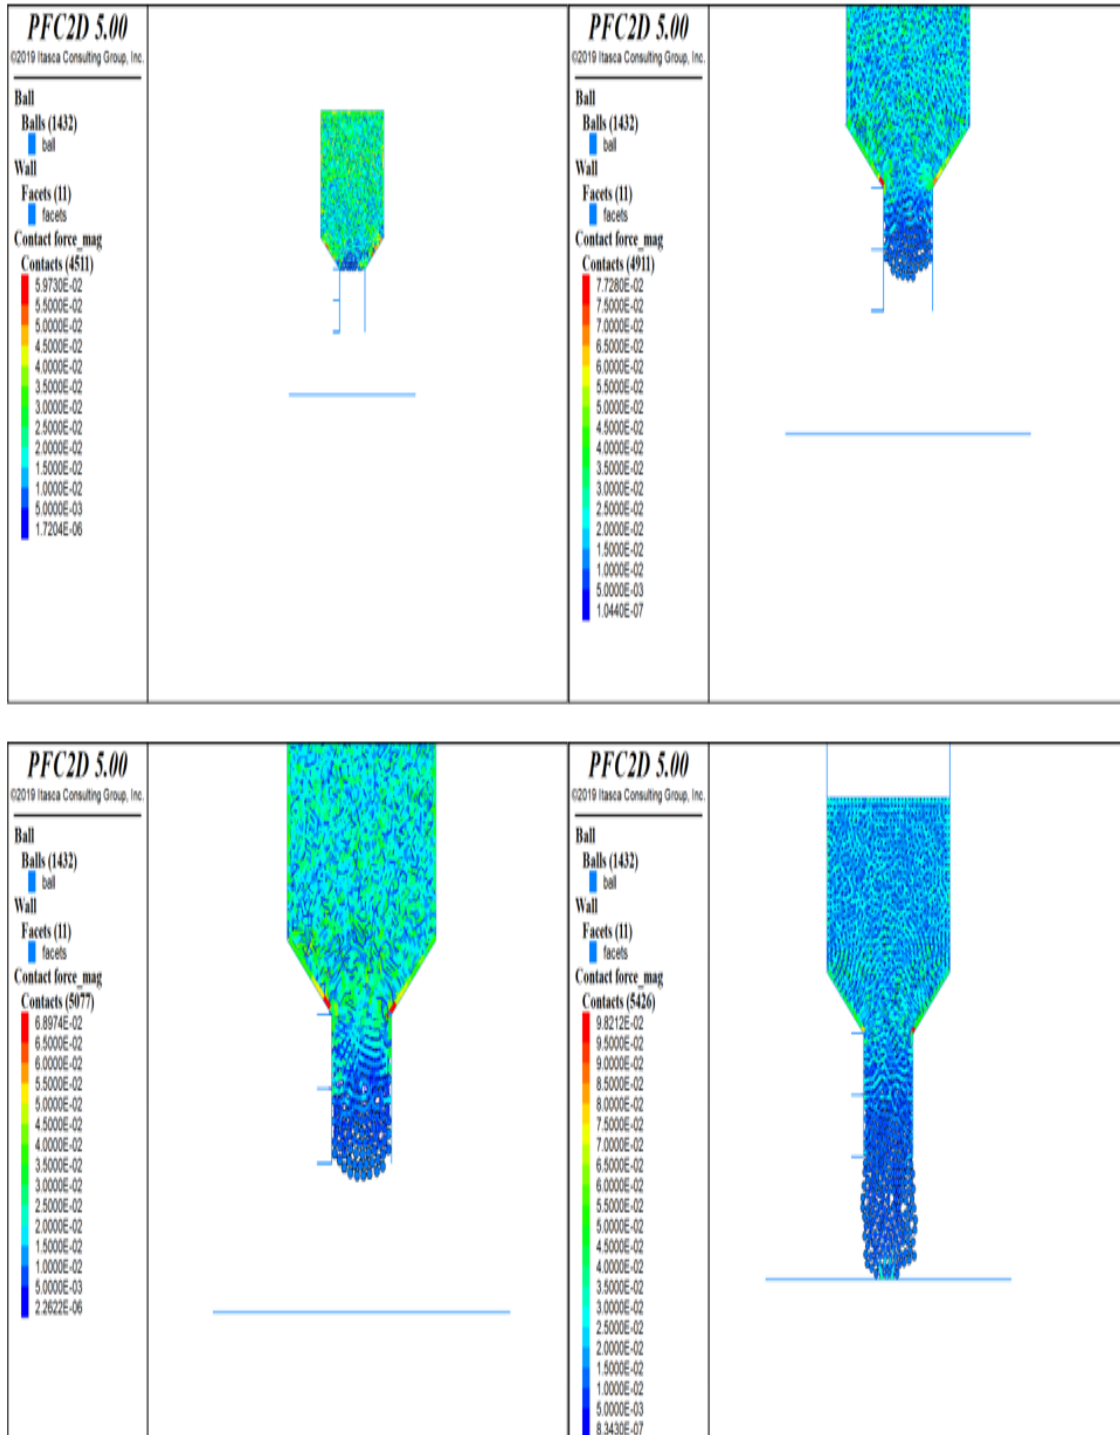 PFC2D 5.00
©2019 Itasca Consulting Group, Inc.
Ball
Balls (1432)
ball
Wall
Facets (11)
facets
Contact force_mag
Contacts (4511)
5.9730E-02
5.5000E-02
5.0000E-02
4.5000E-02
4.0000E-02
3.5000E-02
3.0000E-02
2.5000E-02
2.0000E-02
1.5000E-02
1.0000E-02
5.0000E-03
1.7204E-06
PFC2D 5.00
©2019 Itasca Consulting Group, Inc.
Ball
Balls (1432)
ball
Wall
Facets (11)
facets
Contact force_mag
Contacts (4911)
7.7280E-02
7.5000E-02
7.0000E-02
6.5000E-02
6.0000E-02
5.5000E-02
5.0000E-02
4.5000E-02
4.0000E-02
3.5000E-02
3.0000E-02
2.5000E-02
2.0000E-02
1.5000E-02
1.0000E-02
5.0000E-03
1.0440E-07
PFC2D 5.00
©2019 Itasca Consulting Group, Inc.
Ball
Balls (1432)
ball
Wall
Facets (11)
facets
Contact force_mag
Contacts (5077)
6.8974E-02
6.5000E-02
6.0000E-02
5.5000E-02
5.0000E-02
4.5000E-02
4.0000E-02
3.5000E-02
3.0000E-02
2.5000E-02
2.0000E-02
1.5000E-02
1.0000E-02
5.0000E-03
2.2622E-06
PFC2D 5.00
©2019 Itasca Consulting Group, Inc.
Ball
Balls (1432)
ball
Wall
Facets (11)
facets
Contact force_mag
Contacts (5426)
9.8212E-02
9.5000E-02
9.0000E-02
8.5000E-02
8.0000E-02
7.5000E-02
7.0000E-02
6.5000E-02
6.0000E-02
5.5000E-02
5.0000E-02
4.5000E-02
4.0000E-02
3.5000E-02
3.0000E-02
2.5000E-02
2.0000E-02
1.5000E-02
1.0000E-02
5.0000E-03
8.3430E-07